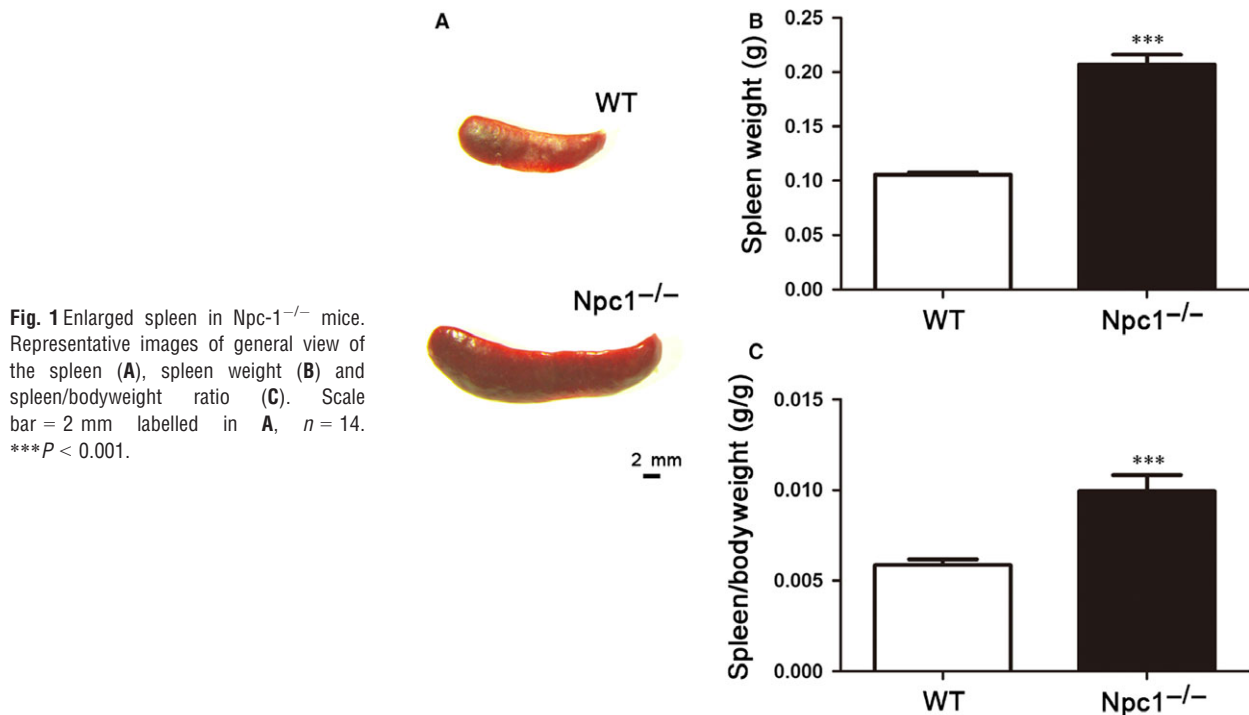 Fig. 1 Enlarged spleen in Npc-1−/− mice.
Representative images of general view of
the spleen (A), spleen weight (B) and
spleen/bodyweight ratio (C). Scale
bar = 2 mm labelled in A, n = 14.
***P < 0.001.
A
WT
Npc1−/−
2 mm
B
Spleen weight (g)
0.25
0.20
0.15
0.10
0.05
0.00
***
WT
Npc1−/−
C
Spleen/bodyweight (g/g)
0.015
0.010
0.005
0.000
***
WT
Npc1−/−